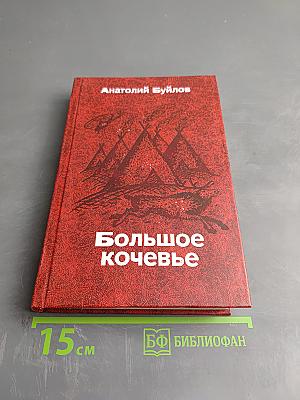 Анатолий Буйлов
Большое
кочевье
15 см
БФ БИБЛИОФАН